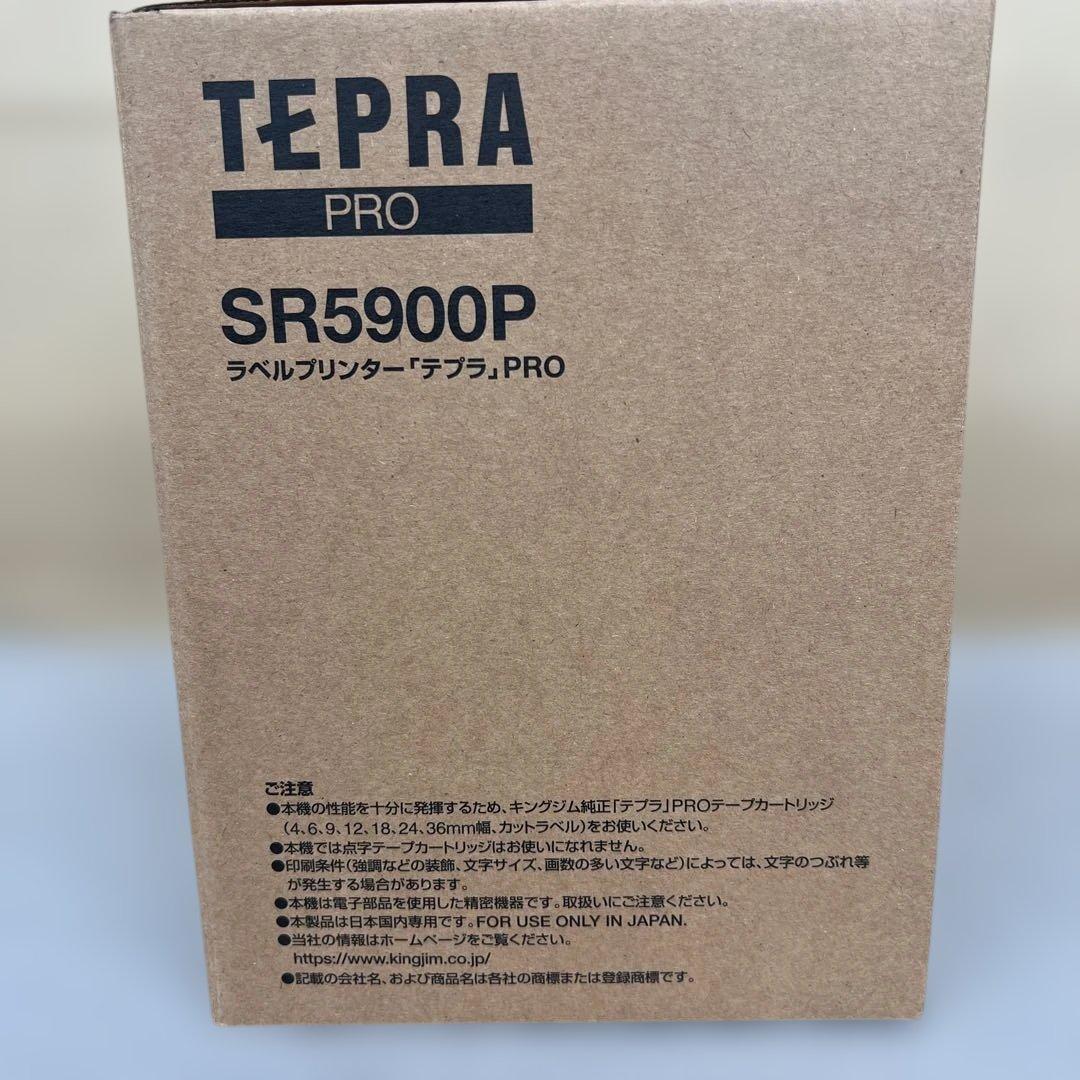 TEPRA
PRO
SR5900P
ラベルプリンター「テプラ」PRO
ご注意
●本機の性能を十分に発揮するため、キングジム純正「テプラ」PROテープカートリッジ
(4、6、9、12、18、24、36mm幅、カットラベル)をお使いください。
●本機では点字テープカートリッジはお使いになれません。
●印刷条件(強調などの装飾、文字サイズ、画数の多い文字など)によっては、文字のつぶれ等
が発生する場合があります。
●本機は電子部品を使用した精密機器です。取扱いにご注意ください。
●本製品は日本国内専用です。FOR USE ONLY IN JAPAN.
●当社の情報はホームページをご覧ください。
https://www.kingjim.co.jp/
●記載の会社名、および商品名は各社の商標または登録商標です。